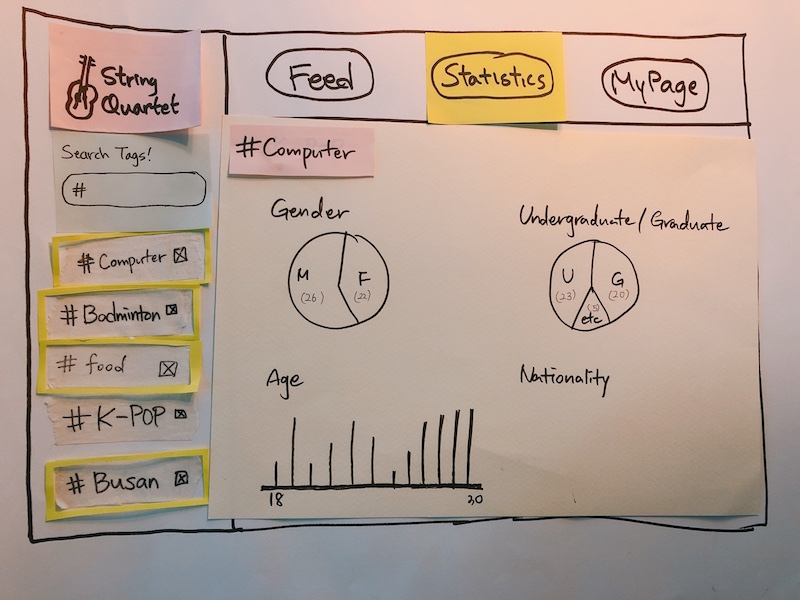 String
Quartet
Feed
Statistics
MyPage
Search Tags!
#
# Computer
# Badminton
# food
# K-POP
# Busan
#Computer
Gender
M
(26)
F
(22)
Undergraduate / Graduate
U
(23)
G
(20)
(5)
etc
Age
18
30
Nationality